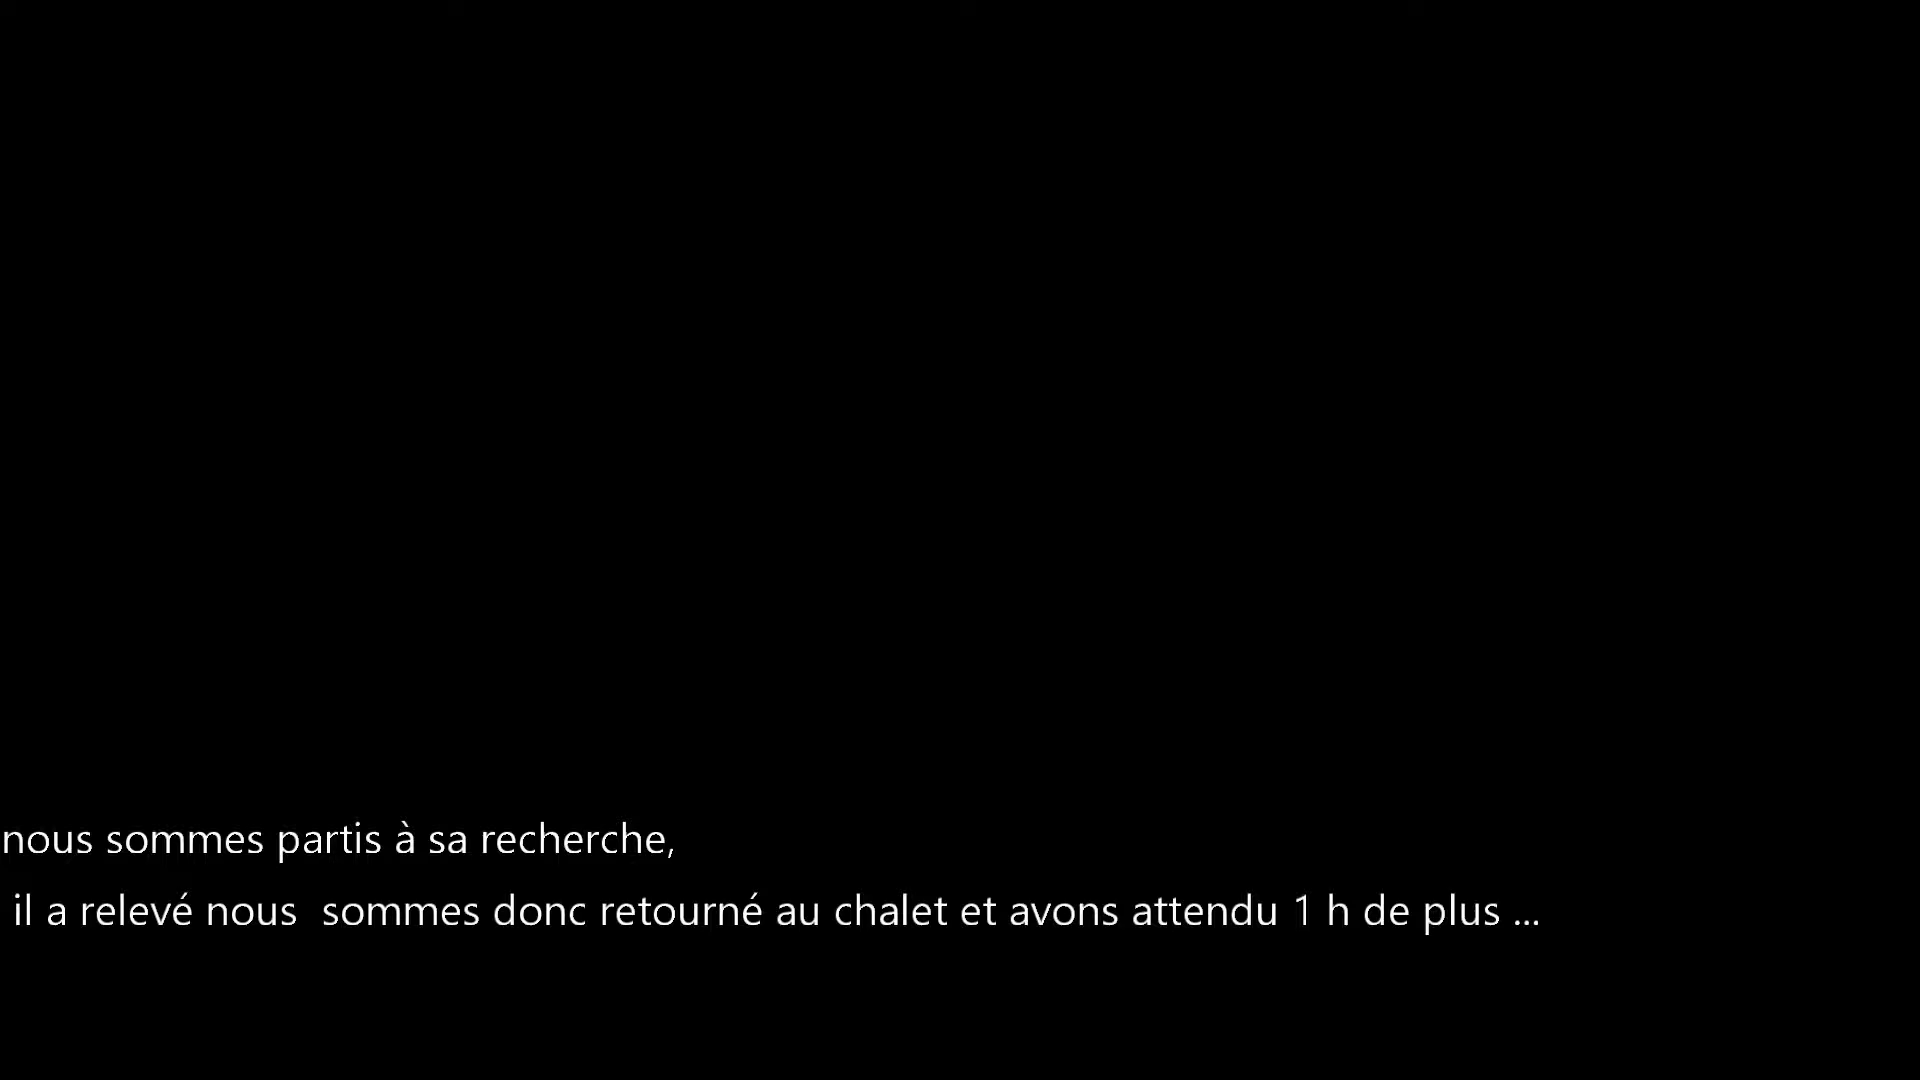 nous sommes partis à sa recherche,
il a relevé nous  sommes donc retourné au chalet et avons attendu 1 h de plus ...